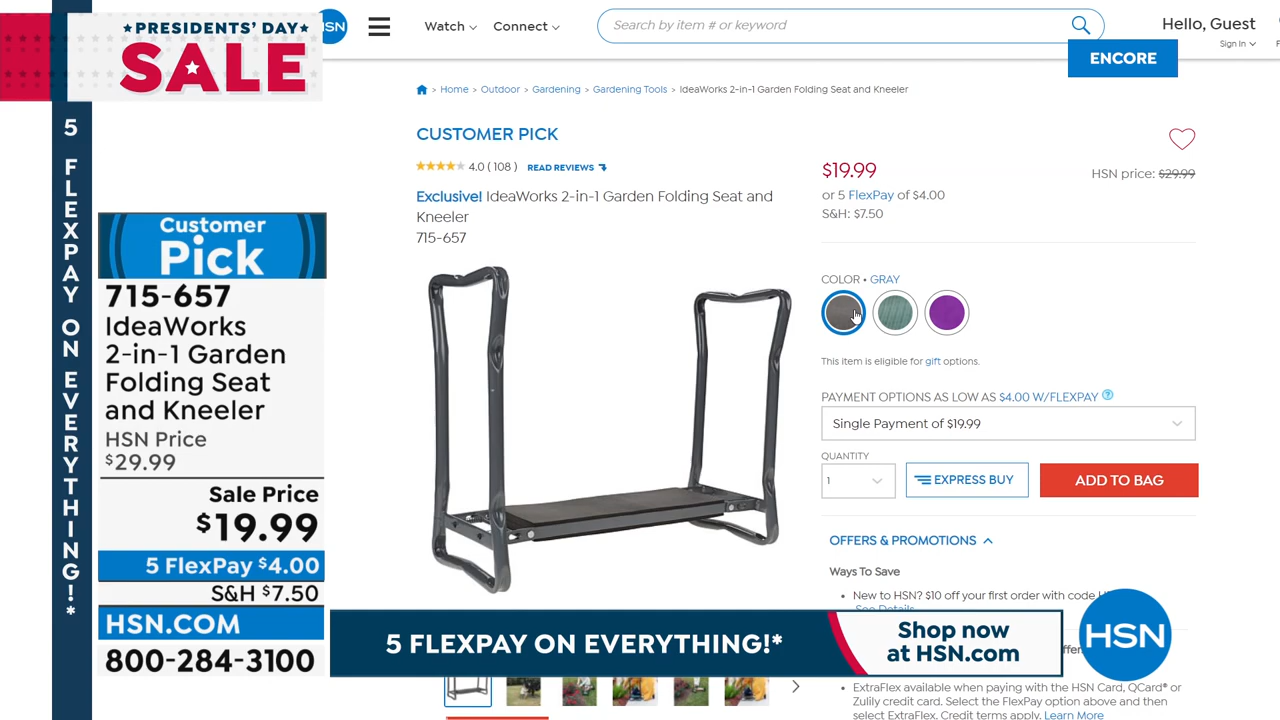 PRESIDENTS' DAY
SALE
HSN
Watch
Connect
Search by item # or keyword
Hello, Guest
Sign In
ENCORE
5 FLEXPAY ON EVERYTHING!*
> Home > Outdoor > Gardening > Gardening Tools > IdeaWorks 2-in-1 Garden Folding Seat and Kneeler
CUSTOMER PICK
4.0 ( 108 ) READ REVIEWS
Exclusive! IdeaWorks 2-in-1 Garden Folding Seat and
Kneeler
715-657
$19.99
HSN price: $29.99
or 5 FlexPay of $4.00
S&H: $7.50
COLOR • GRAY
This item is eligible for gift options.
PAYMENT OPTIONS AS LOW AS $4.00 W/FLEXPAY ?
Single Payment of $19.99
QUANTITY
1
EXPRESS BUY
ADD TO BAG
OFFERS & PROMOTIONS
Ways To Save
• New to HSN? $10 off your first order with code
See Details
• ExtraFlex available when paying with the HSN Card, QCard® or
Zulily credit card. Select the FlexPay option above and then
select ExtraFlex. Credit terms apply. Learn More
Customer
Pick
715-657
IdeaWorks
2-in-1 Garden
Folding Seat
and Kneeler
HSN Price
$29.99
Sale Price
$19.99
5 FlexPay $4.00
S&H $7.50
HSN.COM
800-284-3100
5 FLEXPAY ON EVERYTHING!*
Shop now
at HSN.com
HSN